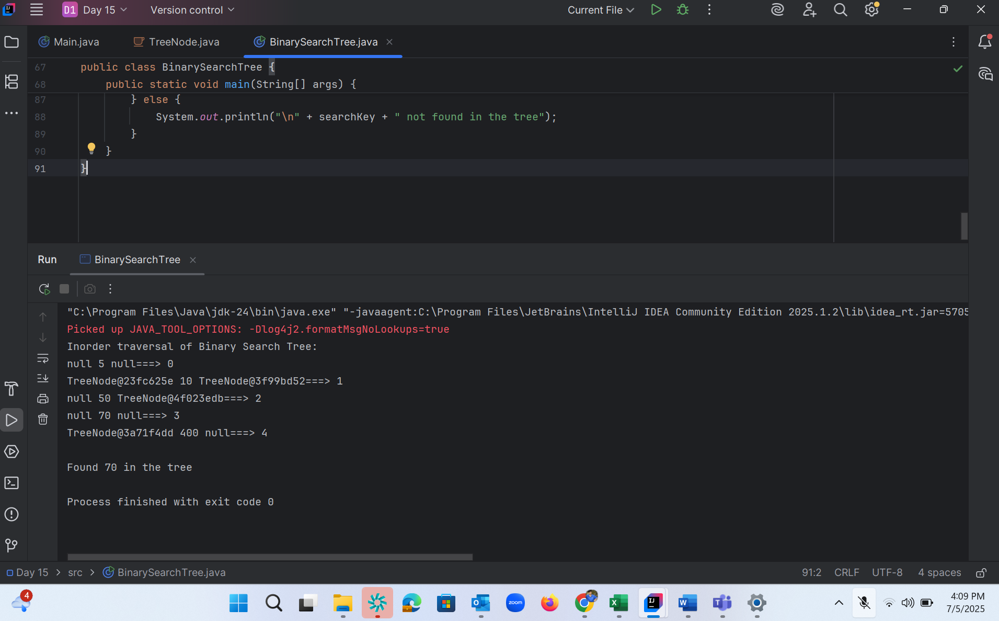 D1 Day 15 Version control Current File
Main.java TreeNode.java BinarySearchTree.java
67 public class BinarySearchTree {
68 public static void main(String[] args) {
87 } else {
88 System.out.println("\n" + searchKey + " not found in the tree");
89 }
90 }
91 }
Run BinarySearchTree
"C:\Program Files\Java\jdk-24\bin\java.exe" "-javaagent:C:\Program Files\JetBrains\IntelliJ IDEA Community Edition 2025.1.2\lib\idea_rt.jar=5705
Picked up JAVA_TOOL_OPTIONS: -Dlog4j2.formatMsgNoLookups=true
Inorder traversal of Binary Search Tree:
null 5 null===> 0
TreeNode@23fc625e 10 TreeNode@3f99bd52===> 1
null 50 TreeNode@4f023edb===> 2
null 70 null===> 3
TreeNode@3a71f4dd 400 null===> 4
Found 70 in the tree
Process finished with exit code 0
Day 15 > src > BinarySearchTree.java 91:2 CRLF UTF-8 4 spaces
4 zoom 4:09 PM
7/5/2025